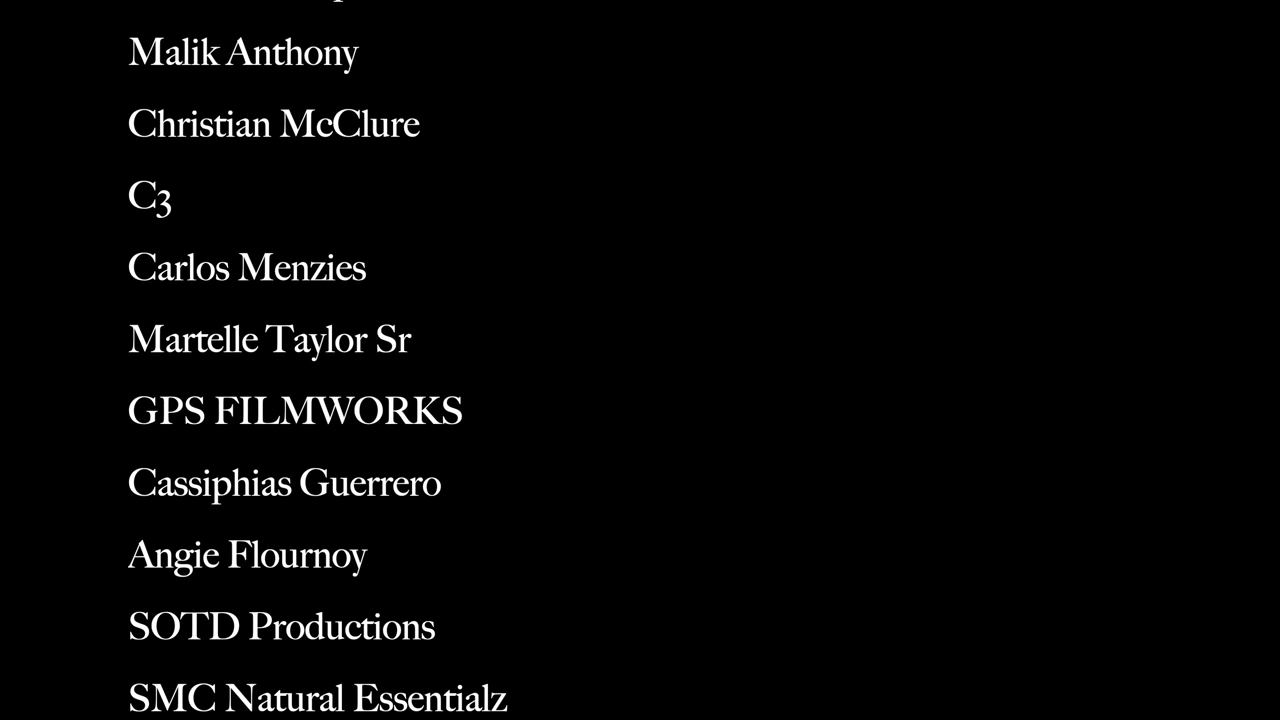 Malik Anthony
Christian McClure
C3
Carlos Menzies
Martelle Taylor Sr
GPS FILMWORKS
Cassiphias Guerrero
Angie Flournoy
SOTD Productions
SMC Natural Essentialz